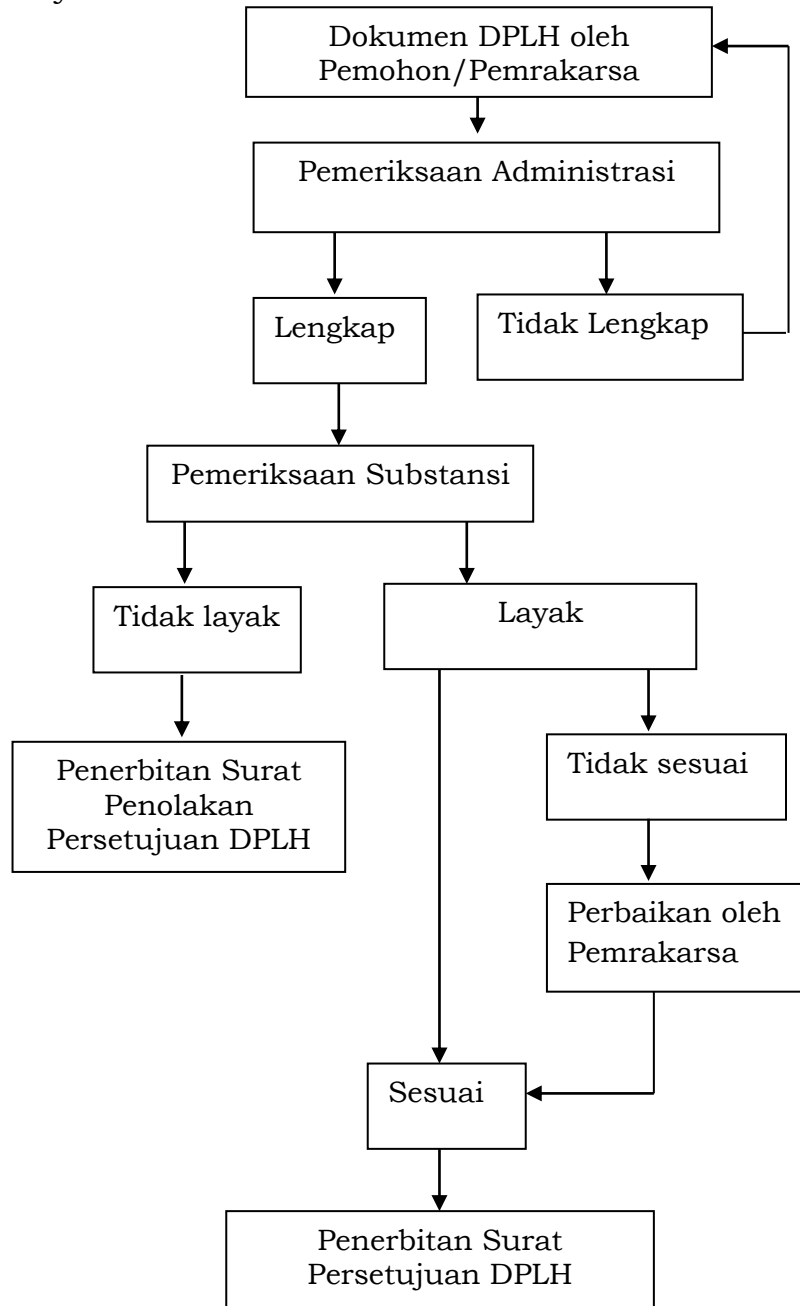 Dokumen DPLH oleh
Pemohon/Pemrakarsa
Pemeriksaan Administrasi
Lengkap
Tidak Lengkap
Pemeriksaan Substansi
Tidak layak
Layak
Penerbitan Surat
Penolakan
Persetujuan DPLH
Tidak sesuai
Perbaikan oleh
Pemrakarsa
Sesuai
Penerbitan Surat
Persetujuan DPLH